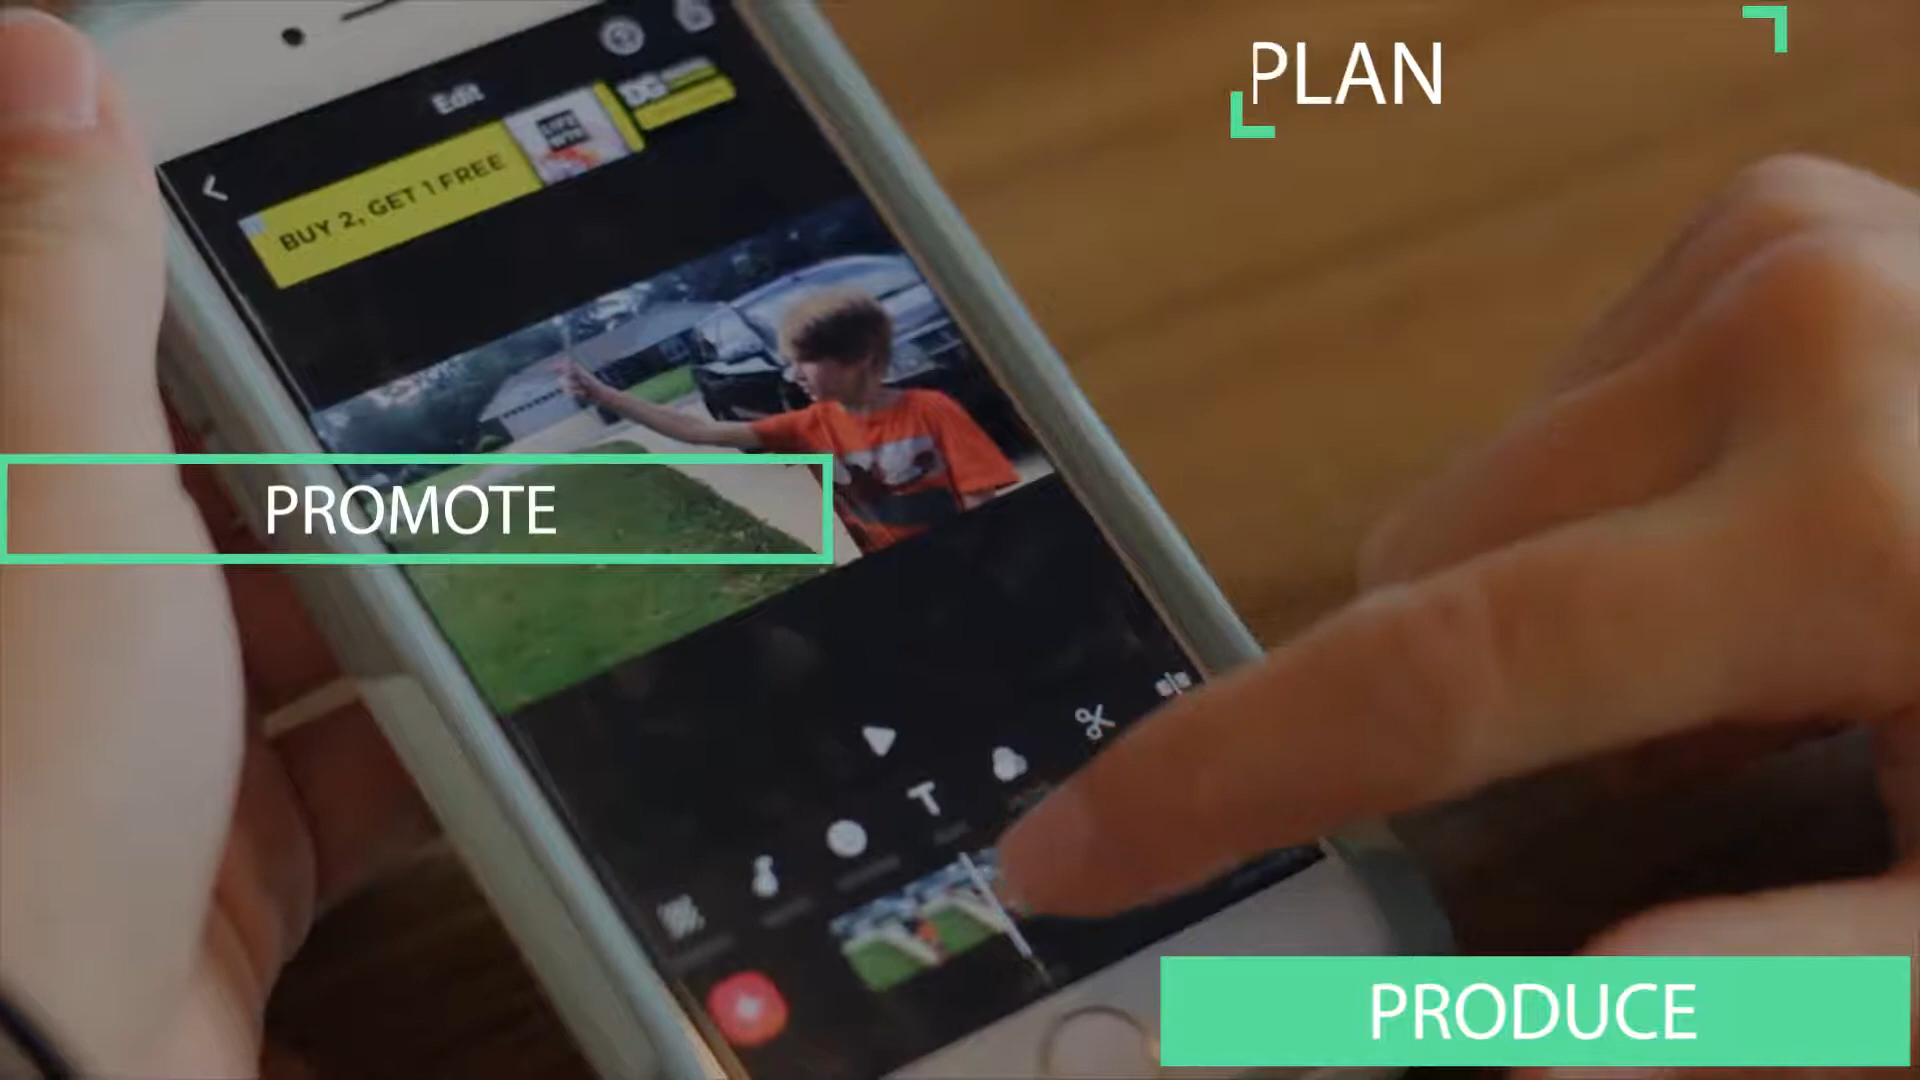 PLAN
Edit
BUY 2, GET 1 FREE
PROMOTE
T
PRODUCE